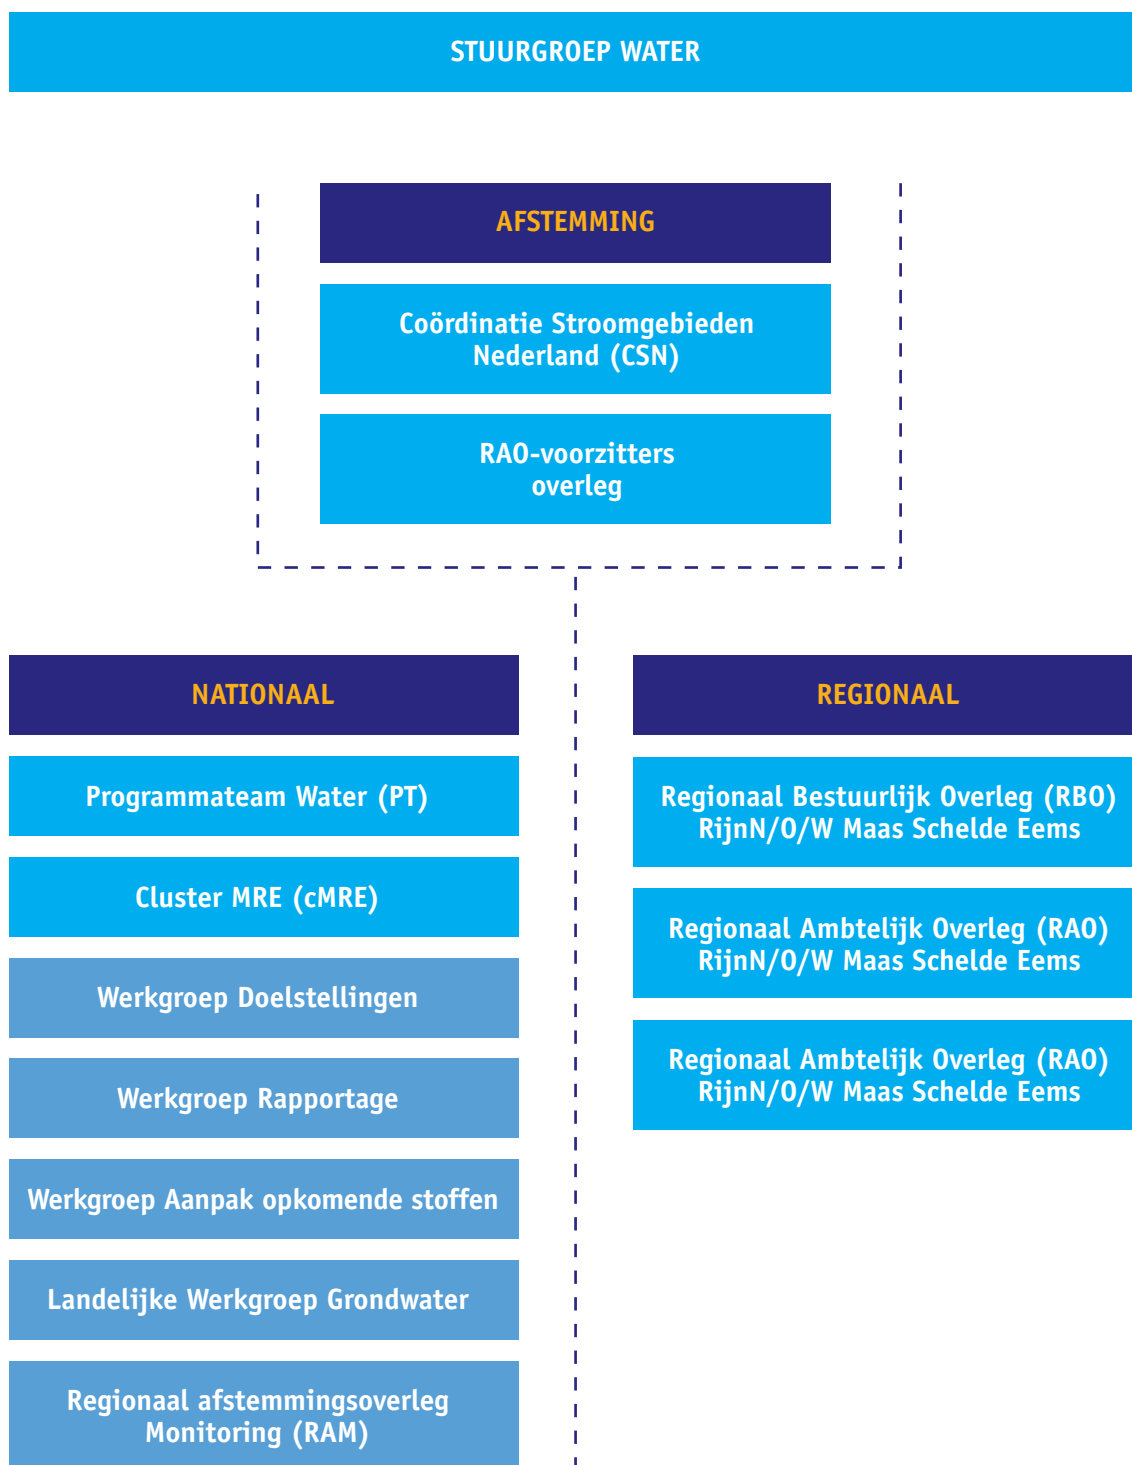 STUURGROEP WATER
AFSTEMMING
Coördinatie Stroomgebieden
Nederland (CSN)
RAO-voorzitters
overleg
NATIONAAL
Programmateam Water (PT)
Cluster MRE (cMRE)
Werkgroep Doelstellingen
Werkgroep Rapportage
Werkgroep Aanpak opkomende stoffen
Landelijke Werkgroep Grondwater
Regionaal afstemmingsoverleg
Monitoring (RAM)
REGIONAAL
Regionaal Bestuurlijk Overleg (RBO)
RijnN/O/W Maas Schelde Eems
Regionaal Ambtelijk Overleg (RAO)
RijnN/O/W Maas Schelde Eems
Regionaal Ambtelijk Overleg (RAO)
RijnN/O/W Maas Schelde Eems